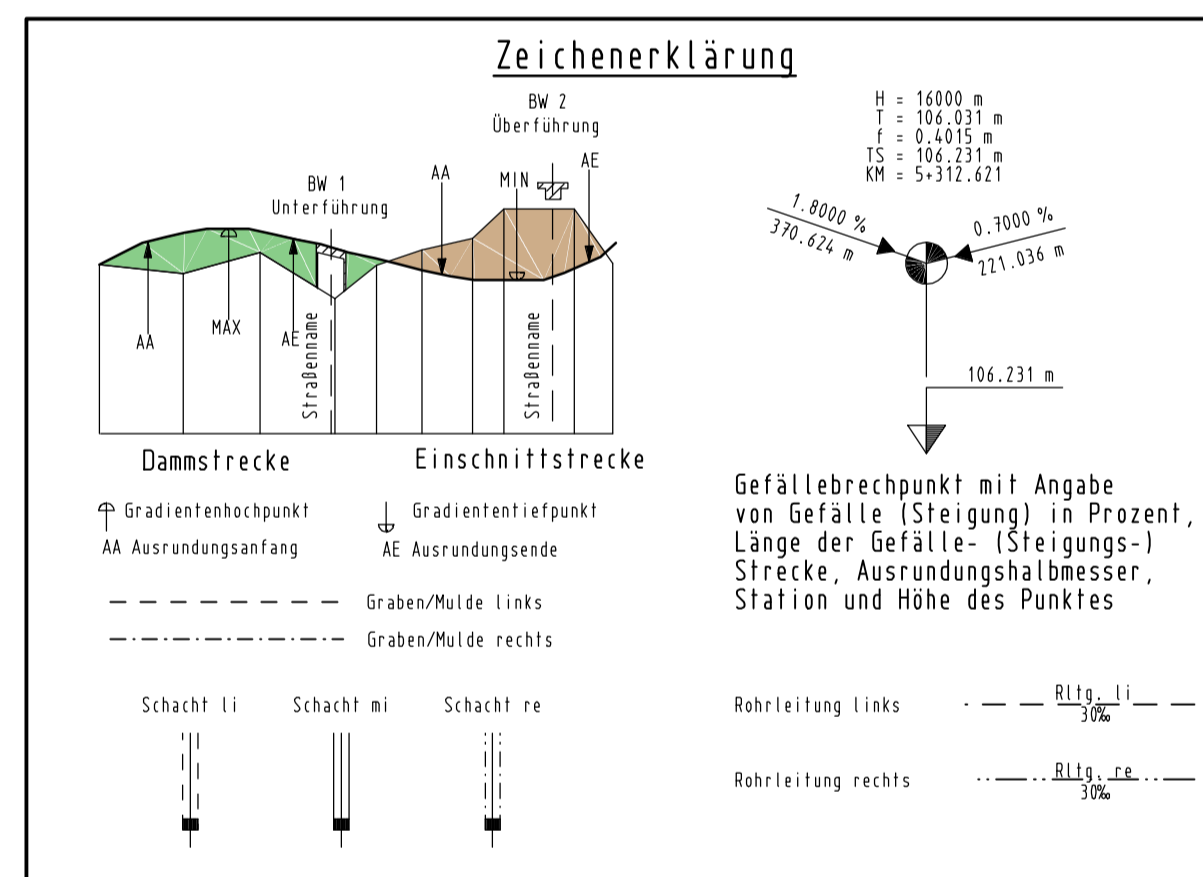 Zeichenerklärung
BW 2
Überführung
BW 1
Unterführung
AA
MIN
AE
AA
MAX
AE
Straßenname
Straßenname
Dammstrecke
Einschnittstrecke
H = 16000 m
T = 106.031 m
f = 0.4015 m
TS = 106.231 m
KM = 5+312.621
1.8000 %
370.624 m
0.7000 %
221.036 m
106.231 m
Gefällebrechpunkt mit Angabe
von Gefälle (Steigung) in Prozent,
Länge der Gefälle- (Steigungs-)
Strecke, Ausrundungshalbmesser,
Station und Höhe des Punktes
Gradientenhochpunkt
Gradiententiefpunkt
AA Ausrundungsanfang
AE Ausrundungsende
Graben/Mulde links
Graben/Mulde rechts
Schacht li
Schacht mi
Schacht re
Rohrleitung links
Rltg. li
30‰
Rohrleitung rechts
Rltg. re
30‰